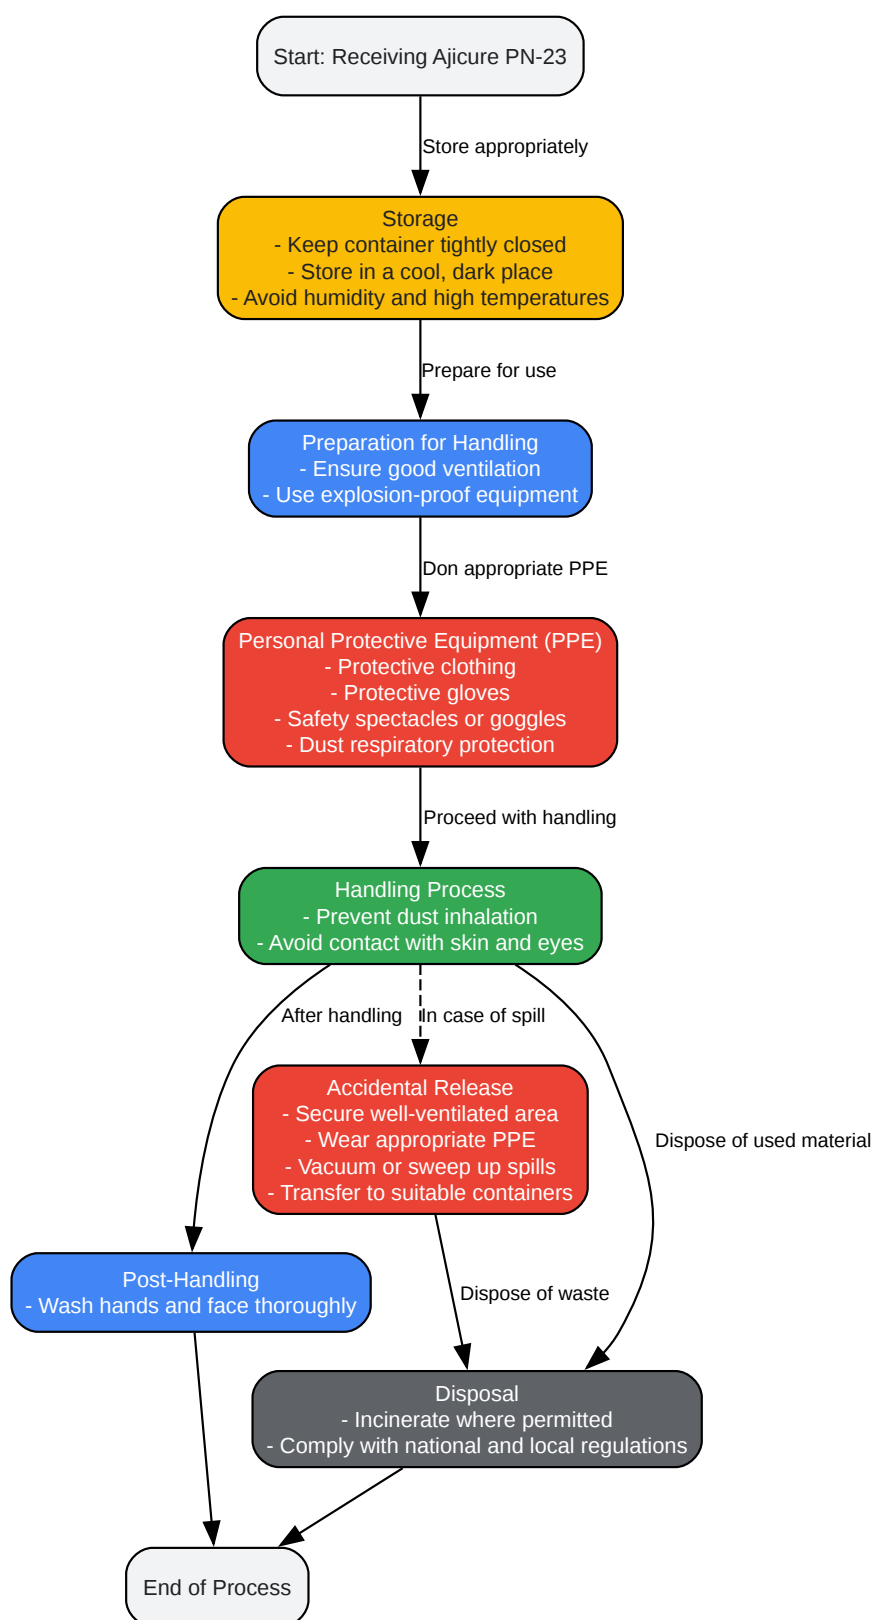 Start: Receiving Ajicure PN-23
Store appropriately
Storage
- Keep container tightly closed
- Store in a cool, dark place
- Avoid humidity and high temperatures
Prepare for use
Preparation for Handling
- Ensure good ventilation
- Use explosion-proof equipment
Don appropriate PPE
Personal Protective Equipment (PPE)
- Protective clothing
- Protective gloves
- Safety spectacles or goggles
- Dust respiratory protection
Proceed with handling
Handling Process
- Prevent dust inhalation
- Avoid contact with skin and eyes
After handling
In case of spill
Accidental Release
- Secure well-ventilated area
- Wear appropriate PPE
- Vacuum or sweep up spills
- Transfer to suitable containers
Dispose of used material
Post-Handling
- Wash hands and face thoroughly
Dispose of waste
Disposal
- Incinerate where permitted
- Comply with national and local regulations
End of Process